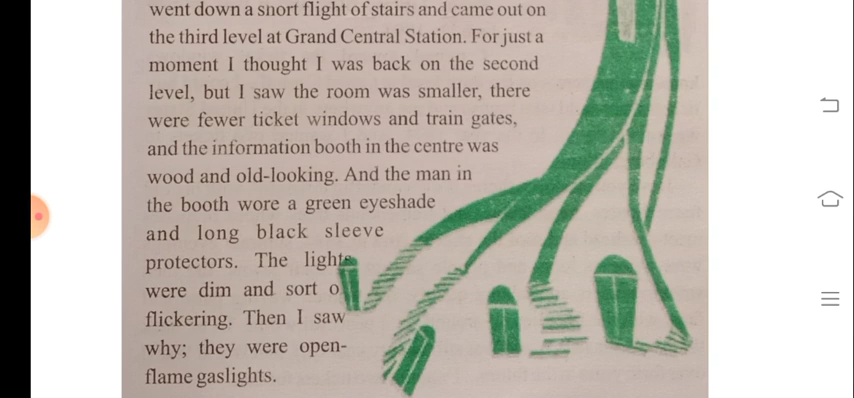 went down a short flight of stairs and came out on
the third level at Grand Central Station. For just a
moment I thought I was back on the second
level, but I saw the room was smaller, there
were fewer ticket windows and train gates,
and the information booth in the centre was
wood and old-looking. And the man in
the booth wore a green eyeshade
and long black sleeve
protectors. The lights
were dim and sort o
flickering. Then I saw
why; they were open-
flame gaslights.